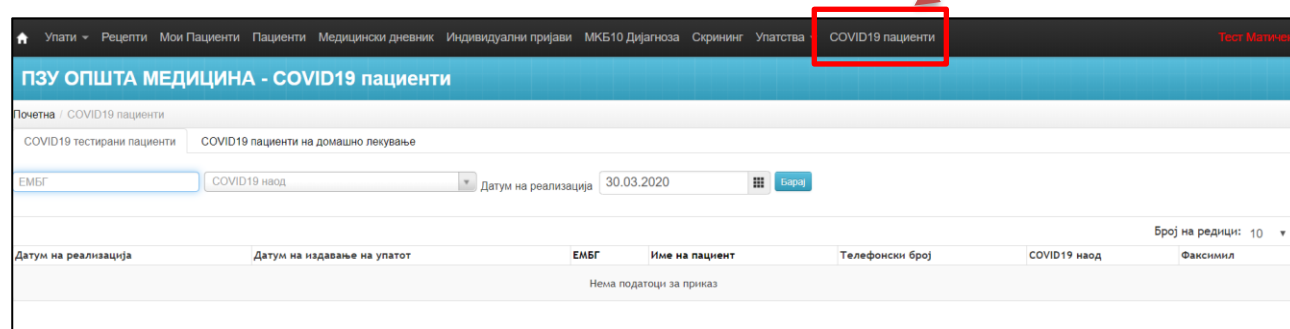 Упати Рецепти Мои Пациенти Пациенти Медицински дневник Индивидуални пријави МКБ10 Дијагноза Скрининг Упатства COVID19 пациенти Тест Матичен
ПЗУ ОПШТА МЕДИЦИНА - COVID19 пациенти
Почетна / COVID19 пациенти
COVID19 тестирани пациенти COVID19 пациенти на домашно лекување
ЕМБГ COVID19 наод Датум на реализација 30.03.2020 Барај
Број на редици: 10
Датум на реализација Датум на издавање на упатот ЕМБГ Име на пациент Телефонски број COVID19 наод Факсимил
Нема податоци за приказ